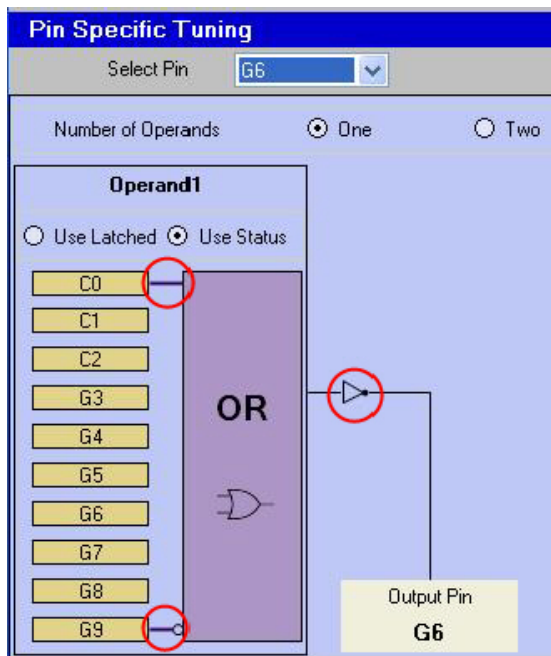 Pin Specific Tuning
Select Pin G6
Number of Operands One Two
Operand1
Use Latched Use Status
C0
C1
C2
G3
G4
G5
G6
G7
G8
G9
OR
Output Pin
G6